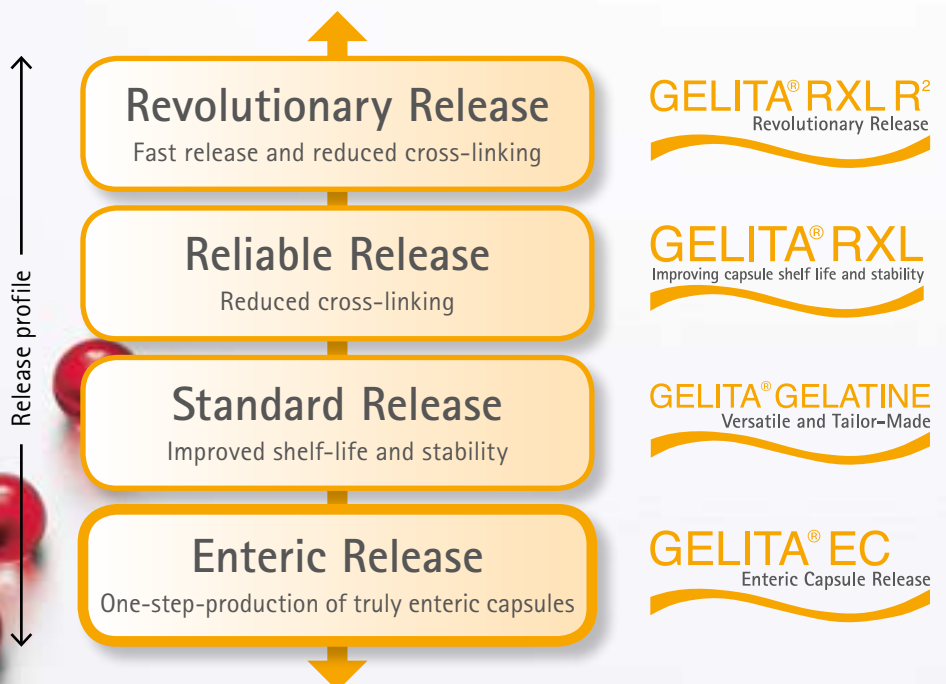 Release profile
Revolutionary Release
Fast release and reduced cross-linking
GELITA® RXL R²
Revolutionary Release
Reliable Release
Reduced cross-linking
GELITA® RXL
Improving capsule shelf life and stability
Standard Release
Improved shelf-life and stability
GELITA® GELATINE
Versatile and Tailor-Made
Enteric Release
One-step-production of truly enteric capsules
GELITA® EC
Enteric Capsule Release